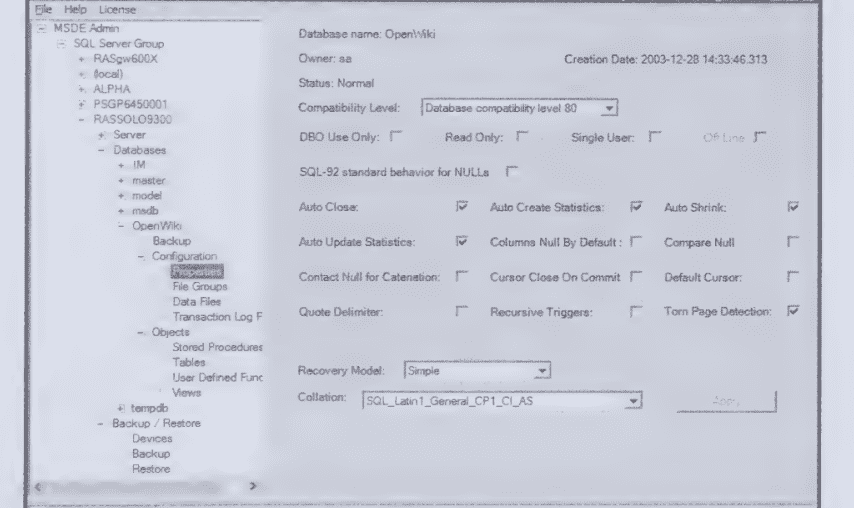 File Help License
MSDE Admin
SQL Server Group
RASgw600X
(local)
ALPHA
PSGP6450001
RASSOLO9300
Server
Databases
IM
master
model
msdb
OpenWiki
Backup
Configuration
Properties
File Groups
Data Files
Transaction Log F
Objects
Stored Procedures
Tables
User Defined Func
Views
tempdb
Backup / Restore
Devices
Backup
Restore
Database name: OpenWiki
Owner: sa Creation Date: 2003-12-28 14:33:46.313
Status: Normal
Compatibility Level: Database compatibility level 80
DBO Use Only: Read Only: Single User: Off Line
SQL-92 standard behavior for NULLs
Auto Close: Auto Create Statistics: Auto Shrink:
Auto Update Statistics: Columns Null By Default : Compare Null
Contact Null for Catenation: Cursor Close On Commit Default Cursor:
Quote Delimiter: Recursive Triggers: Torn Page Detection:
Recovery Model: Simple
Collation: SQL_Latin1_General_CP1_CI_AS
Apply